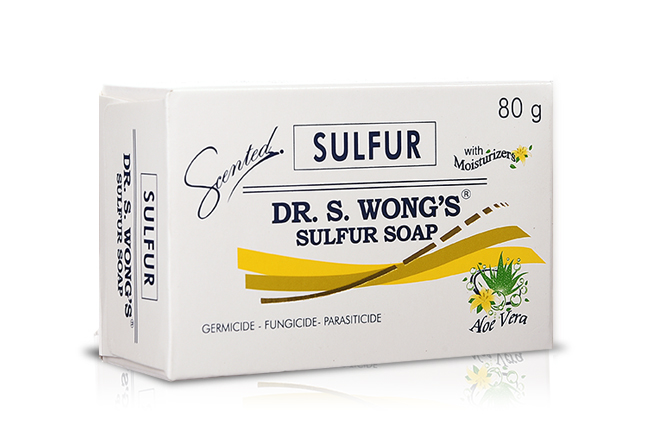 80 g
Scented.
SULFUR
with
Moisturizers
DR. S. WONG'S®
SULFUR SOAP
GERMICIDE - FUNGICIDE- PARASITICIDE
Aloe Vera
SULFUR
DR. S. WONG'S®
SULFUR SOAP